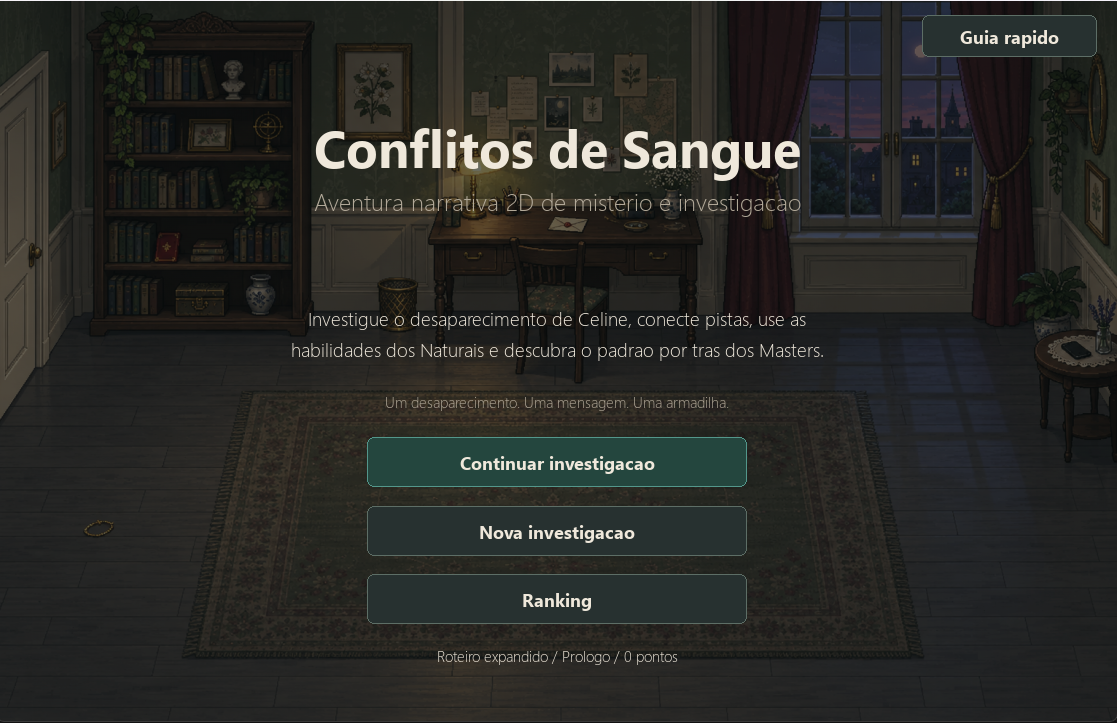 Guia rapido
Conflitos de Sangue
Aventura narrativa 2D de misterio e investigacao
Investigue o desaparecimento de Celine, conecte pistas, use as
habilidades dos Naturais e descubra o padrao por tras dos Masters.
Um desaparecimento. Uma mensagem. Uma armadilha.
Continuar investigacao
Nova investigacao
Ranking
Roteiro expandido / Prologo / 0 pontos